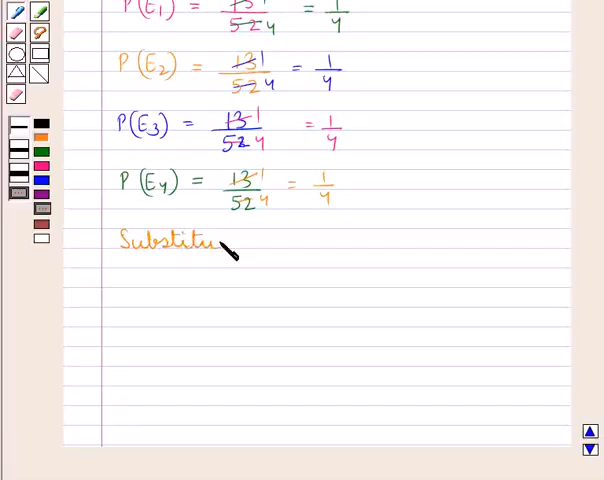 P(E1) = 13 1 / 52 4 = 1/4
P(E2) = 13 1 / 52 4 = 1/4
P(E3) = 13 1 / 52 4 = 1/4
P(E4) = 13 1 / 52 4 = 1/4
Substitu